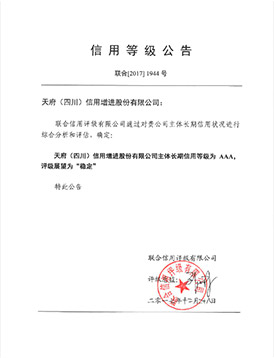 信用等级公告
联合[2017] 1944 号
天府（四川）信用增进股份有限公司：
联合信用评级有限公司通过对贵公司主体长期信用状况进行
综合分析和评估，确定：
天府（四川）信用增进股份有限公司主体长期信用等级为 AAA，
评级展望为“稳定”
特此公告
联合信用评级有限公司
评级总监：
二〇一七年十二月八日